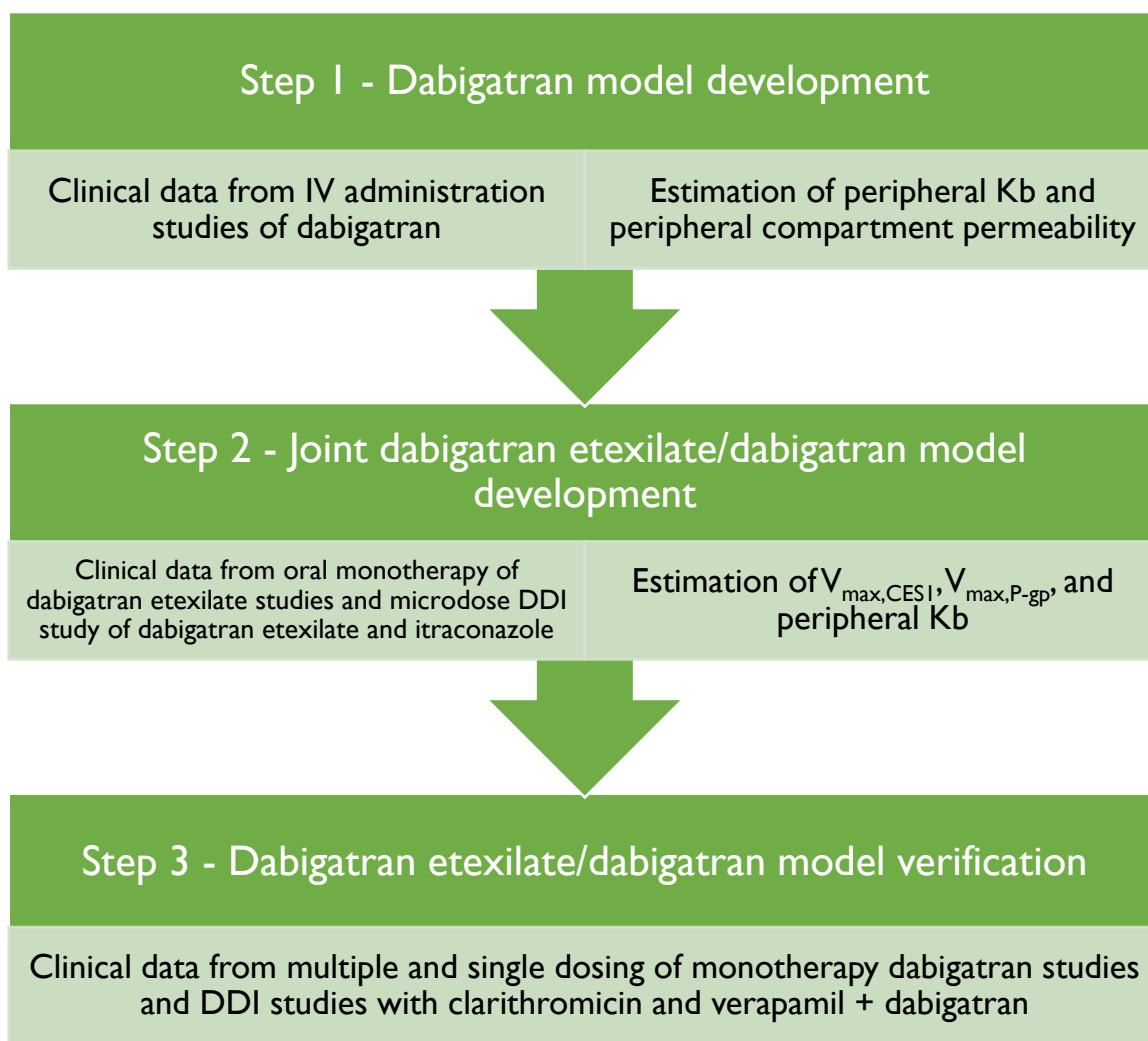 Step 1 - Dabigatran model development
Clinical data from IV administration
studies of dabigatran
Estimation of peripheral Kb and
peripheral compartment permeability
Step 2 - Joint dabigatran etexilate/dabigatran model
development
Clinical data from oral monotherapy of
dabigatran etexilate studies and microdose DDI
study of dabigatran etexilate and itraconazole
Estimation of Vmax,CES1, Vmax,P-gp, and
peripheral Kb
Step 3 - Dabigatran etexilate/dabigatran model verification
Clinical data from multiple and single dosing of monotherapy dabigatran studies
and DDI studies with clarithromicin and verapamil + dabigatran